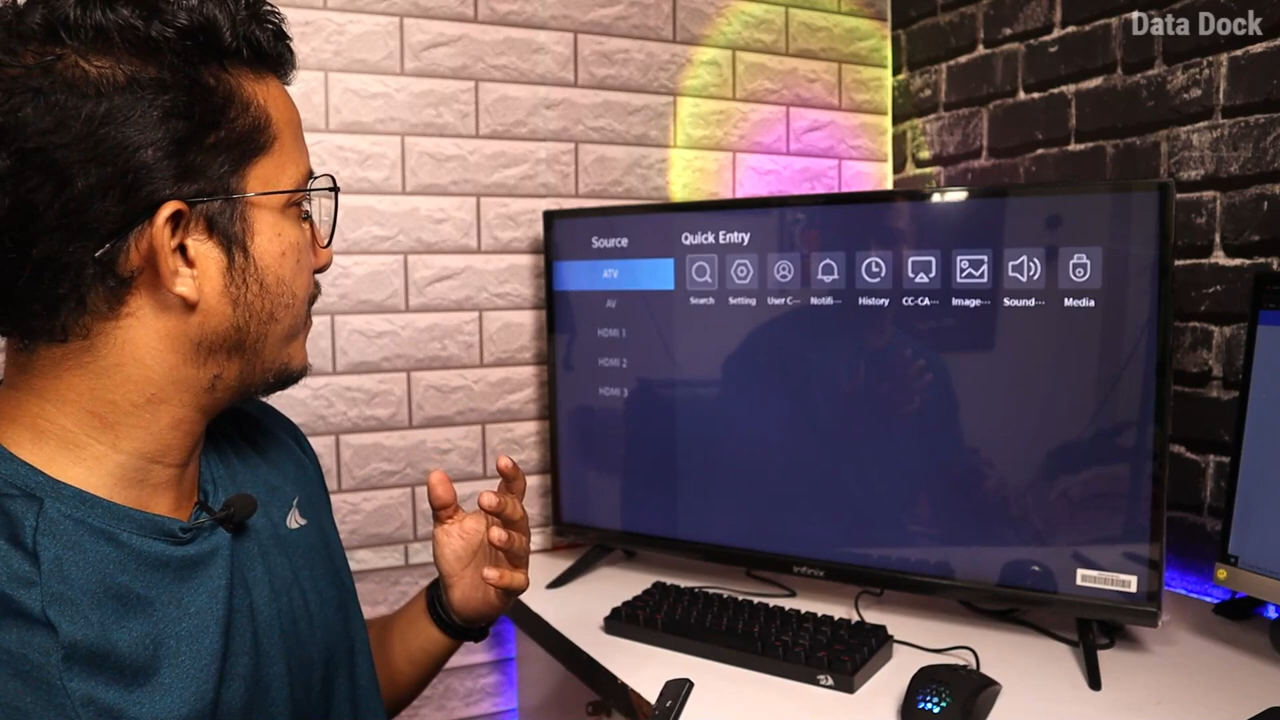 Data Dock
Source
ATV
AV
HDMI 1
HDMI 2
HDMI 3
Quick Entry
Search
Setting
User C···
Notifi···
History
CC-CA···
Image···
Sound···
Media
Infinix